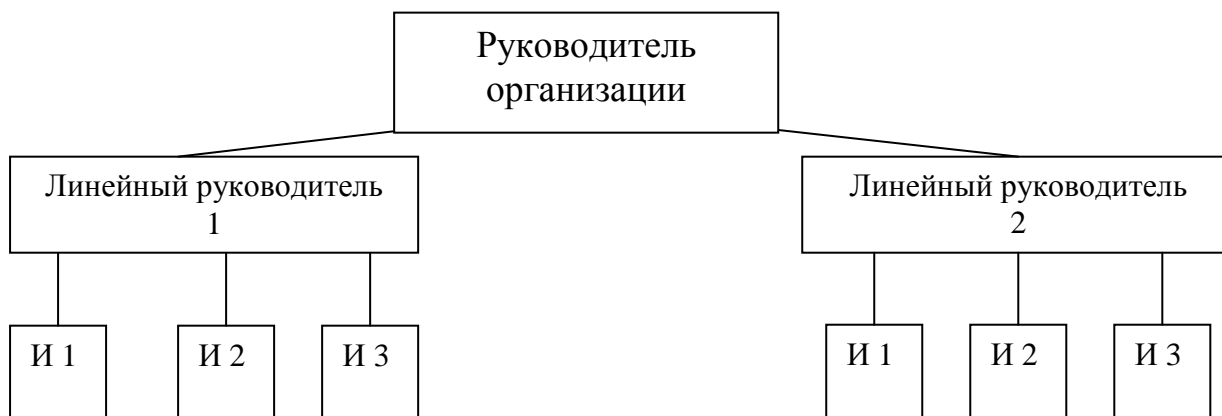 Руководитель
организации
Линейный руководитель
1
Линейный руководитель
2
И 1
И 2
И 3
И 1
И 2
И 3